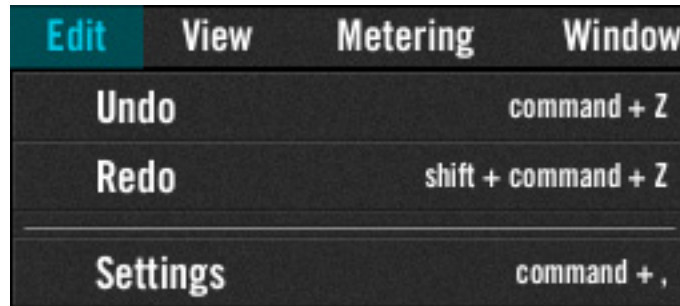 Edit View Metering Window
Undo command + Z
Redo shift + command + Z
Settings command + ,